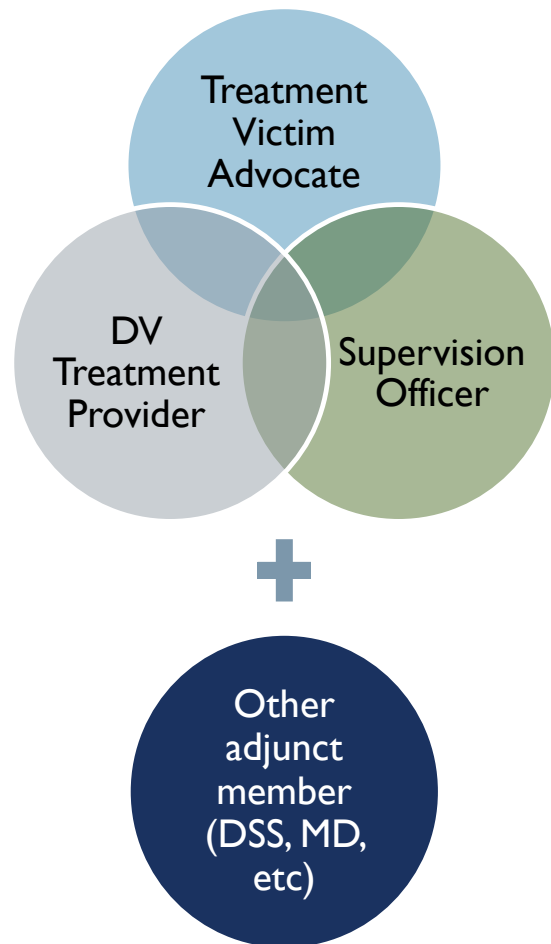 Treatment
Victim
Advocate
DV
Treatment
Provider
Supervision
Officer
Other
adjunct
member
(DSS, MD,
etc)